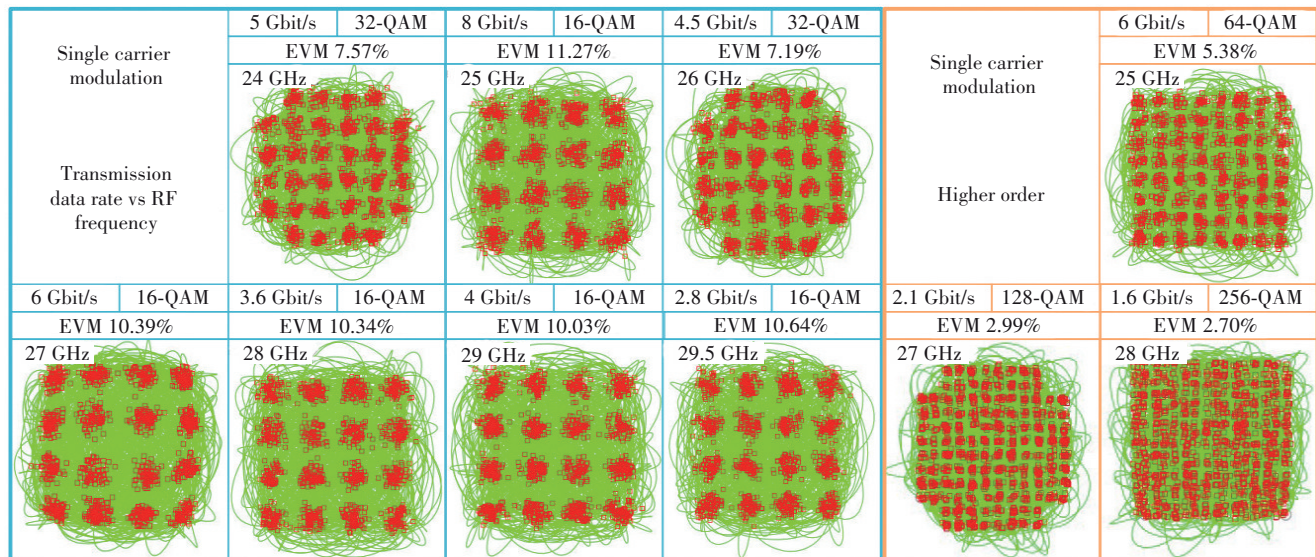 Single carrier
modulation
Transmission
data rate vs RF
frequency
5 Gbit/s 32-QAM
EVM 7.57%
24 GHz
8 Gbit/s 16-QAM
EVM 11.27%
25 GHz
4.5 Gbit/s 32-QAM
EVM 7.19%
26 GHz
Single carrier
modulation
Higher order
6 Gbit/s 64-QAM
EVM 5.38%
25 GHz
6 Gbit/s 16-QAM
EVM 10.39%
27 GHz
3.6 Gbit/s 16-QAM
EVM 10.34%
28 GHz
4 Gbit/s 16-QAM
EVM 10.03%
29 GHz
2.8 Gbit/s 16-QAM
EVM 10.64%
29.5 GHz
2.1 Gbit/s 128-QAM
EVM 2.99%
27 GHz
1.6 Gbit/s 256-QAM
EVM 2.70%
28 GHz